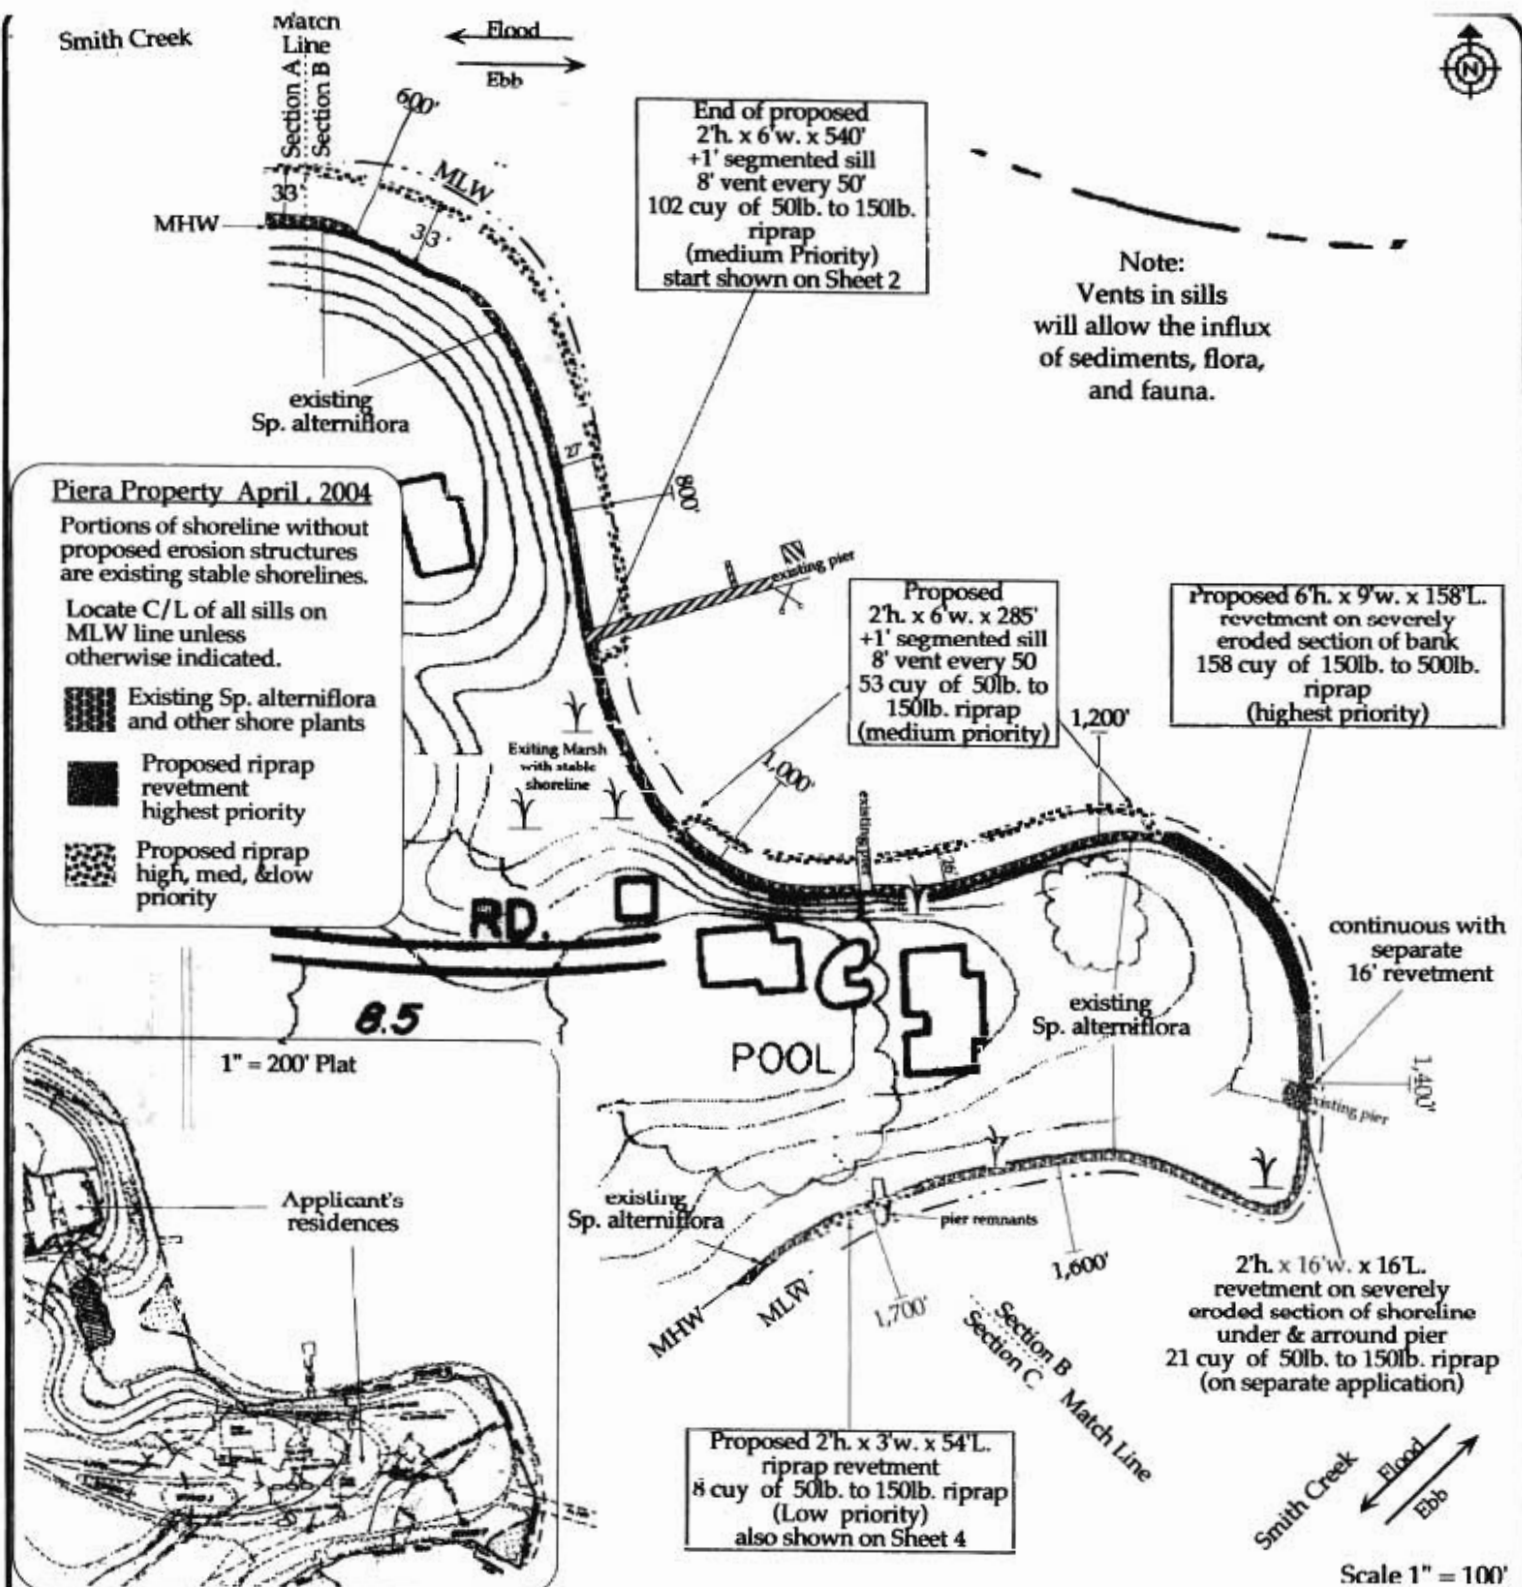 Smith Creek
Match
Line
Section A
Section B
Flood
Ebb
N
600'
MLW
33'
MHW
33'
End of proposed
2'h. x 6'w. x 540'
+1' segmented sill
8' vent every 50'
102 cuy of 50lb. to 150lb.
riprap
(medium Priority)
start shown on Sheet 2
Note:
Vents in sills
will allow the influx
of sediments, flora,
and fauna.
existing
Sp. alterniflora
27'
800'
existing pier
Piera Property April, 2004
Portions of shoreline without
proposed erosion structures
are existing stable shorelines.
Locate C/L of all sills on
MLW line unless
otherwise indicated.
Existing Sp. alterniflora
and other shore plants
Proposed riprap
revetment
highest priority
Proposed riprap
high, med, &low
priority
Proposed
2'h. x 6'w. x 285'
+1' segmented sill
8' vent every 50
53 cuy of 50lb. to
150lb. riprap
(medium priority)
Proposed 6'h. x 9'w. x 158'L.
revetment on severely
eroded section of bank
158 cuy of 150lb. to 500lb.
riprap
(highest priority)
1,200'
Exiting Marsh
with stable
shoreline
1,000'
existing pier
26'
RD.
continuous with
separate
16' revetment
8.5
POOL
existing
Sp. alterniflora
1,400'
existing pier
1" = 200' Plat
Applicant's
residences
existing
Sp. alterniflora
pier remnants
1,600'
1,700'
MHW
MLW
Section B
Section C
Match Line
2'h. x 16'w. x 16'L.
revetment on severely
eroded section of shoreline
under & arround pier
21 cuy of 50lb. to 150lb. riprap
(on separate application)
Proposed 2'h. x 3'w. x 54'L.
riprap revetment
8 cuy of 50lb. to 150lb. riprap
(Low priority)
also shown on Sheet 4
Smith Creek
Flood
Ebb
Scale 1" = 100'